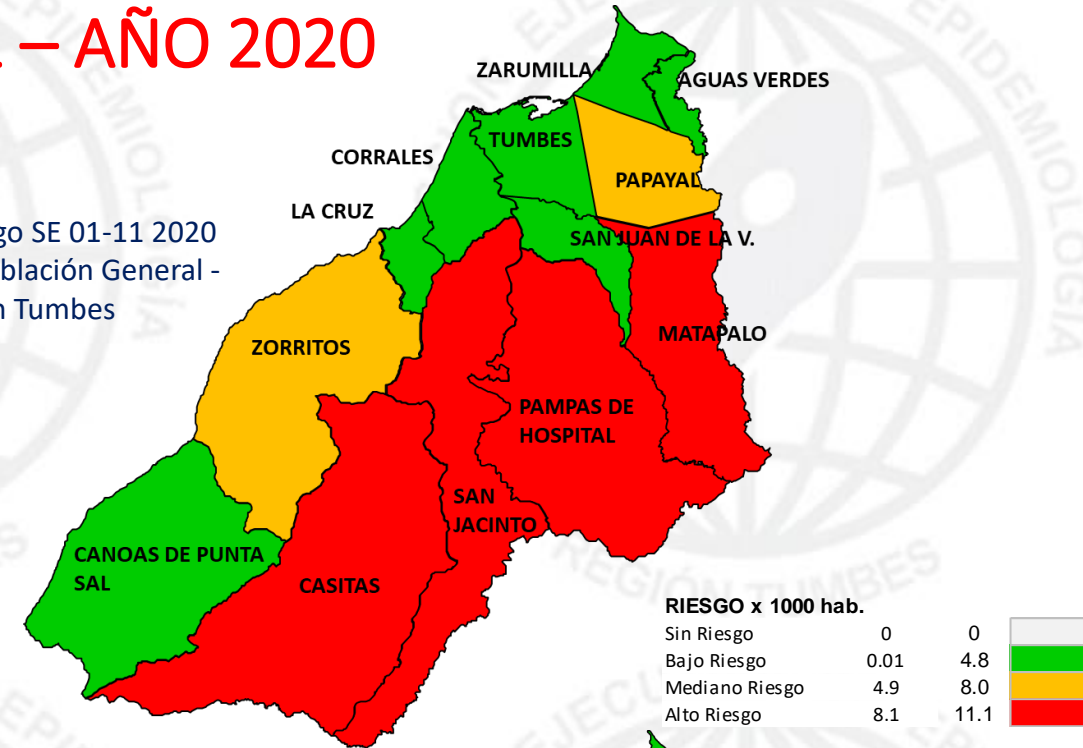 – AÑO 2020
ZARUMILLA
AGUAS VERDES
TUMBES
CORRALES
PAPAYAL
LA CRUZ
go SE 01-11 2020
blación General -
Tumbes
SAN JUAN DE LA V.
MATAPALO
ZORRITOS
PAMPAS DE
HOSPITAL
SAN
JACINTO
CANOAS DE PUNTA
SAL
CASITAS
REGION TUMBES
RIESGO x 1000 hab.
Sin Riesgo 0 0
Bajo Riesgo 0.01 4.8
Mediano Riesgo 4.9 8.0
Alto Riesgo 8.1 11.1